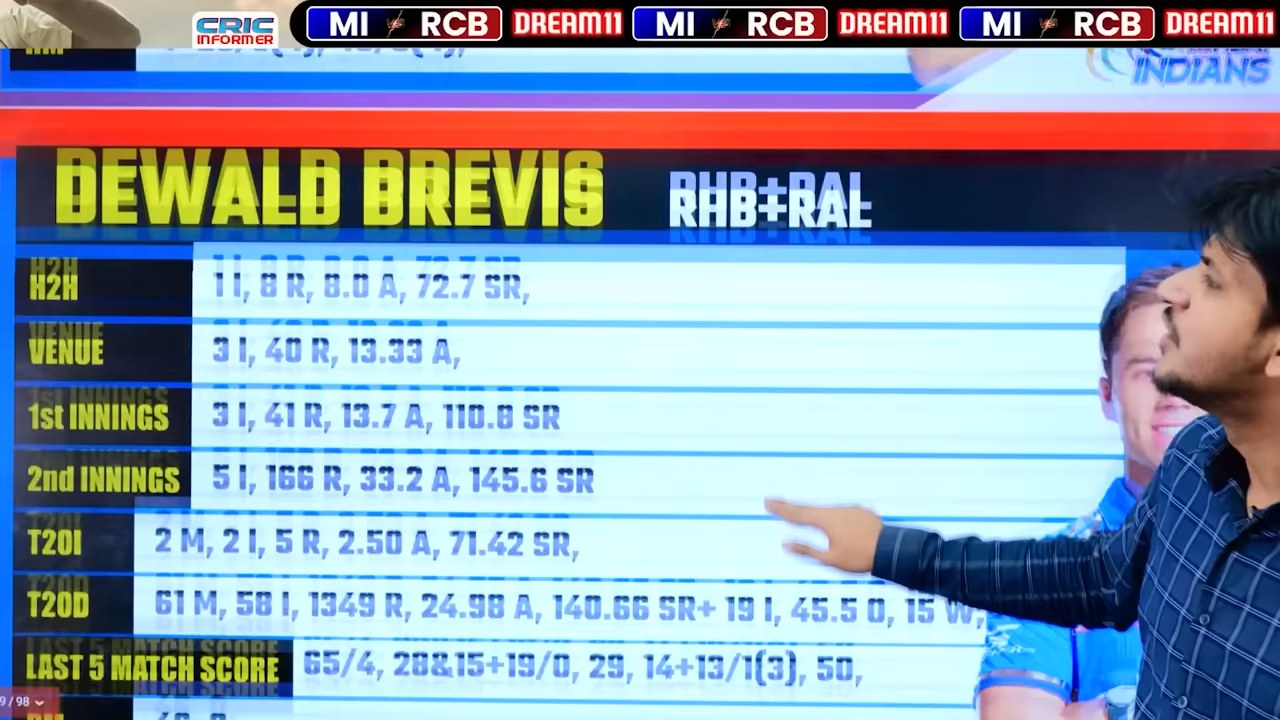 CRIC
INFORMER
MI RCB DREAM11 MI RCB DREAM11 MI RCB DREAM11
INDIANS
DEWALD BREVIS RHB+RAL
H2H 1 I, 8 R, 8.0 A, 72.7 SR,
VENUE 3 I, 40 R, 13.33 A,
1st INNINGS 3 I, 41 R, 13.7 A, 110.8 SR
2nd INNINGS 5 I, 166 R, 33.2 A, 145.6 SR
T20I 2 M, 2 I, 5 R, 2.50 A, 71.42 SR,
T20D 61 M, 58 I, 1349 R, 24.98 A, 140.66 SR+ 19 I, 45.5 O, 15 W,
LAST 5 MATCH SCORE 65/4, 28&15+19/0, 29, 14+13/1(3), 50,
9 / 98